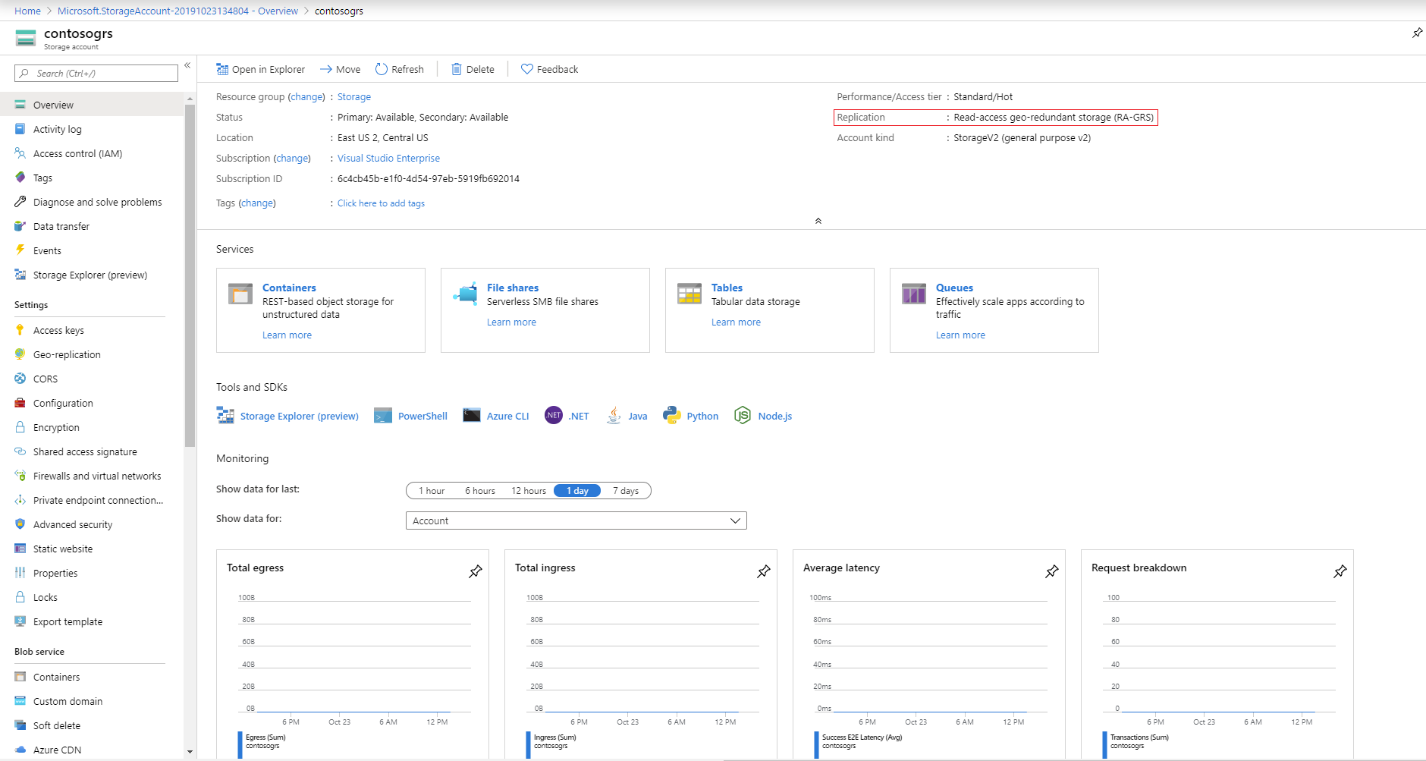 Home > Microsoft.StorageAccount-20191023134804 - Overview > contosogrs
contosogrs
Storage account
Search (Ctrl+/)
Overview
Activity log
Access control (IAM)
Tags
Diagnose and solve problems
Data transfer
Events
Storage Explorer (preview)
Settings
Access keys
Geo-replication
CORS
Configuration
Encryption
Shared access signature
Firewalls and virtual networks
Private endpoint connection...
Advanced security
Static website
Properties
Locks
Export template
Blob service
Containers
Custom domain
Soft delete
Azure CDN
Open in Explorer Move Refresh Delete Feedback
Resource group (change) : Storage
Status : Primary: Available, Secondary: Available
Location : East US 2, Central US
Subscription (change) : Visual Studio Enterprise
Subscription ID : 6c4cb45b-e1f0-4d54-97eb-5919fb692014
Tags (change) : Click here to add tags
Performance/Access tier : Standard/Hot
Replication : Read-access geo-redundant storage (RA-GRS)
Account kind : StorageV2 (general purpose v2)
Services
Containers
REST-based object storage for
unstructured data
Learn more
File shares
Serverless SMB file shares
Learn more
Tables
Tabular data storage
Learn more
Queues
Effectively scale apps according to
traffic
Learn more
Tools and SDKs
Storage Explorer (preview) PowerShell Azure CLI NET .NET Java Python JS Node.js
Monitoring
Show data for last: 1 hour 6 hours 12 hours 1 day 7 days
Show data for: Account
Total egress
100B
80B
60B
40B
20B
0B
6 PM Oct 23 6 AM 12 PM
Egress (Sum)
contosogrs
Total ingress
100B
80B
60B
40B
20B
0B
6 PM Oct 23 6 AM 12 PM
Ingress (Sum)
contosogrs
Average latency
100ms
80ms
60ms
40ms
20ms
0ms
6 PM Oct 23 6 AM 12 PM
Success E2E Latency (Avg)
contosogrs
Request breakdown
100
80
60
40
20
0
6 PM Oct 23 6 AM 12 PM
Transactions (Sum)
contosogrs